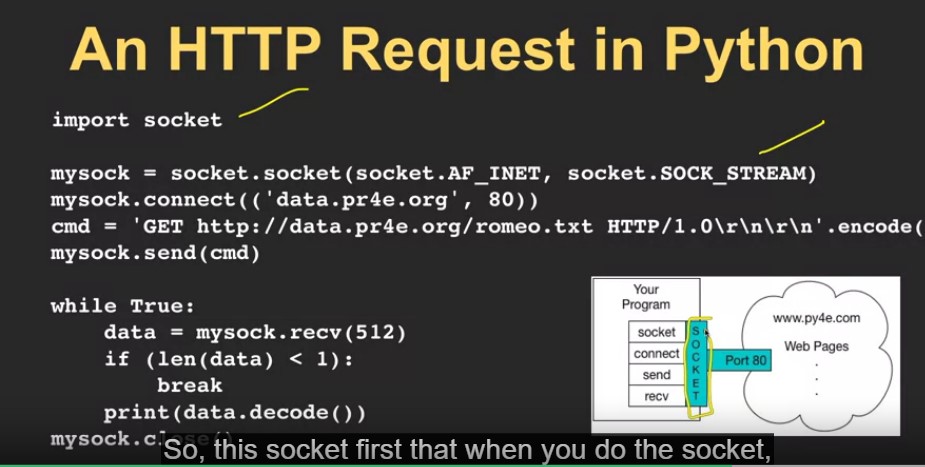 An HTTP Request in Python
import socket
mysock = socket.socket(socket.AF_INET, socket.SOCK_STREAM)
mysock.connect(('data.pr4e.org', 80))
cmd = 'GET http://data.pr4e.org/romeo.txt HTTP/1.0\r\n\r\n'.encode(
mysock.send(cmd)
while True:
    data = mysock.recv(512)
    if (len(data) < 1):
        break
    print(data.decode())
mysock.close()
Your
Program
socket
connect
send
recv
SOCKET
Port 80
www.py4e.com
Web Pages
.
.
.
So, this socket first that when you do the socket,